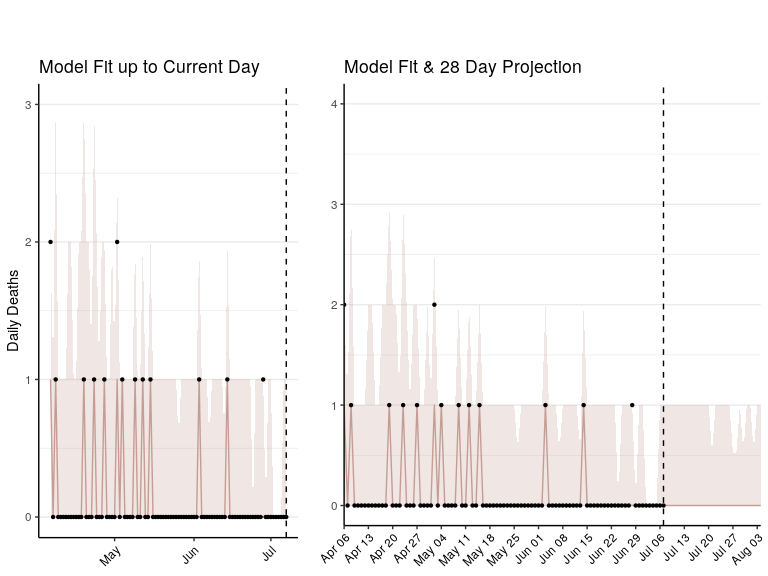 Model Fit up to Current Day
Model Fit & 28 Day Projection
Daily Deaths
3
2
1
0
May
Jun
Jul
4
3
2
1
0
Apr 06
Apr 13
Apr 20
Apr 27
May 04
May 11
May 18
May 25
Jun 01
Jun 08
Jun 15
Jun 22
Jun 29
Jul 06
Jul 13
Jul 20
Jul 27
Aug 03